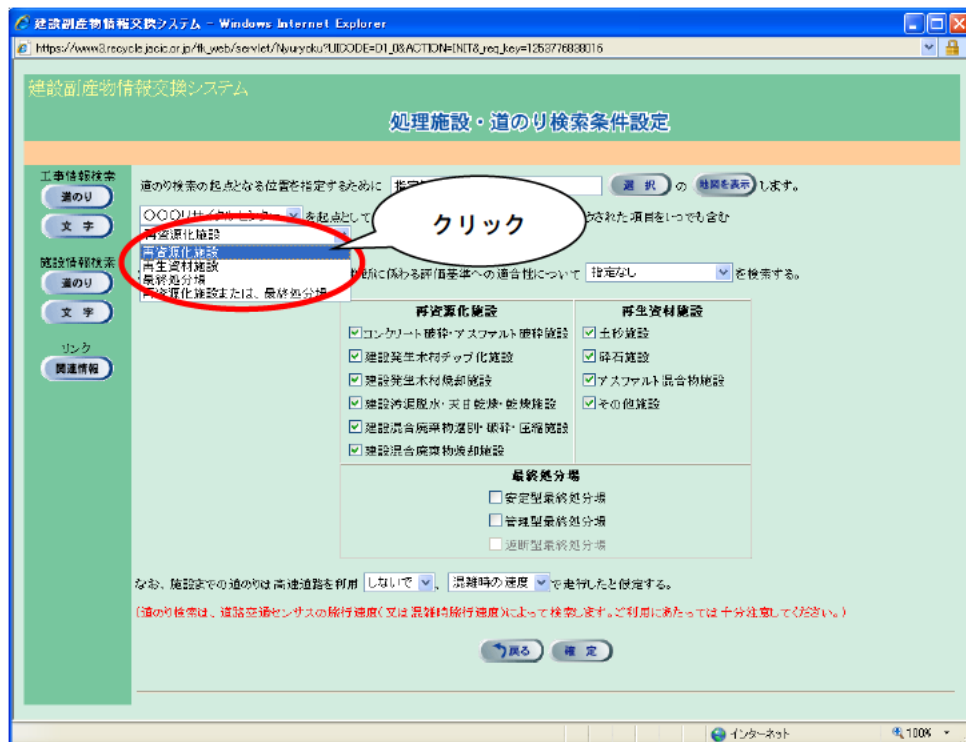 建設副産物情報交換システム - Windows Internet Explorer
建設副産物情報交換システム
処理施設・道のり検索条件設定
工事情報検索
道のり
文 字
施設情報検索
道のり
文 字
リンク
関連情報
道のり検索の起点となる位置を指定するために
選 択 の 地図を表示 します。
〇〇〇リサイクルセンター を起点として
された項目をいつでも含む
クリック
再資源化施設
再資源化施設
再生資材施設
最終処分場
再資源化施設または、最終処分場
に係わる評価基準への適合性について 指定なし を検索する。
再資源化施設 再生資材施設
コンクリート破砕・アスファルト破砕施設 土砂施設
建設発生木材チップ化施設 砕石施設
建設発生木材焼却施設 アスファルト混合物施設
建設汚泥脱水・天日乾燥・乾燥施設 その他施設
建設混合廃棄物選別・破砕・圧縮施設
建設混合廃棄物焼却施設
最終処分場
安定型最終処分場
管理型最終処分場
遮断型最終処分場
なお、施設までの道のりは高速道路を利用 しないで 、 混雑時の速度 で走行したと仮定する。
(道のり検索は、道路交通センサスの旅行速度(又は混雑時旅行速度)によって検索します。ご利用にあたっては十分注意してください。)
戻る 確 定
インターネット 100%